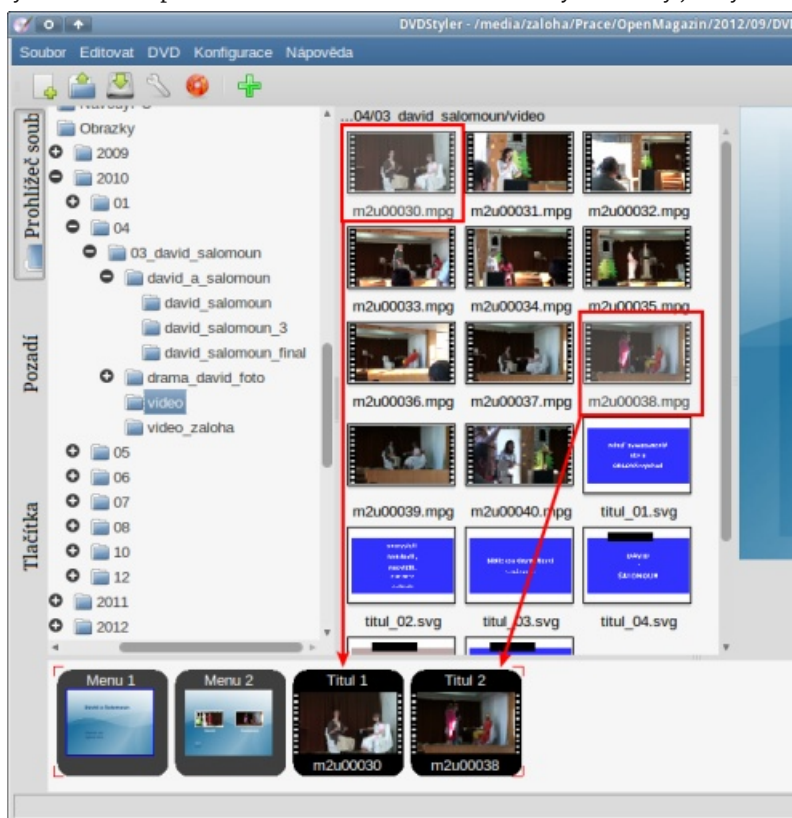 DVDStyler - /media/zaloha/Prace/OpenMagazin/2012/09/DV
Soubor Editovat DVD Konfigurace Nápověda
Prohlížeč soub
Pozadí
Tlačítka
Obrazky
2009
2010
01
04
03_david_salomoun
david_a_salomoun
david_salomoun
david_salomoun_3
david_salomoun_final
drama_david_foto
video
video_zaloha
05
06
07
08
10
12
2011
2012
...04/03_david_salomoun/video
m2u00030.mpg m2u00031.mpg m2u00032.mpg
m2u00033.mpg m2u00034.mpg m2u00035.mpg
m2u00036.mpg m2u00037.mpg m2u00038.mpg
m2u00039.mpg m2u00040.mpg titul_01.svg
DAVID
ŠALOMOUN
titul_02.svg titul_03.svg titul_04.svg
Menu 1 Menu 2 Titul 1 Titul 2
m2u00030 m2u00038